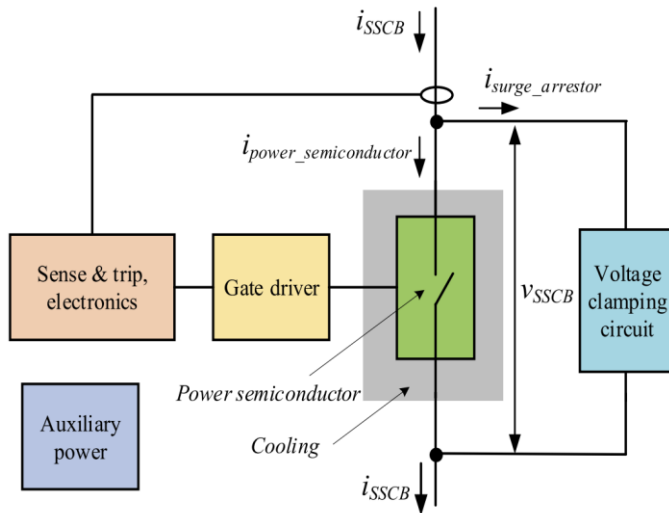 iSSCB
isurge_arrestor
ipower_semiconductor
Sense & trip,
electronics
Gate driver
vSSCB
Voltage
clamping
circuit
Power semiconductor
Auxiliary
power
Cooling
iSSCB